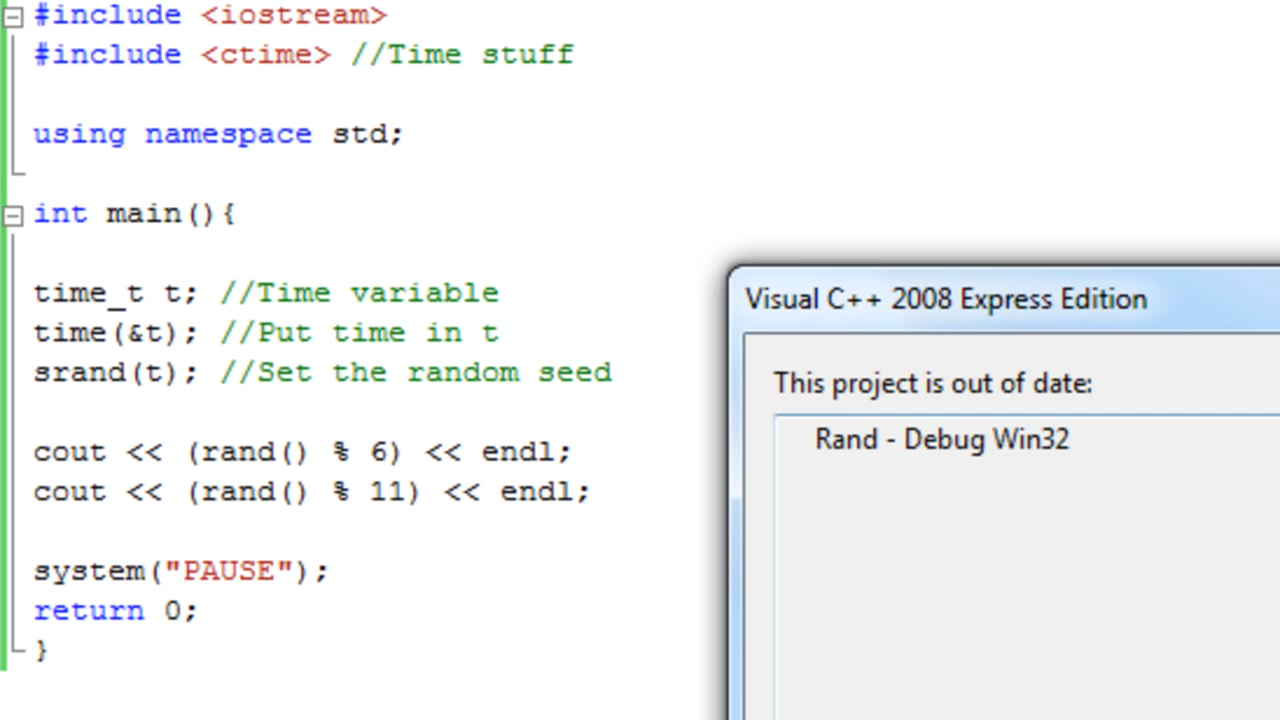 #include <iostream>
#include <ctime> //Time stuff
using namespace std;
int main(){
time_t t; //Time variable
time(&t); //Put time in t
srand(t); //Set the random seed
cout << (rand() % 6) << endl;
cout << (rand() % 11) << endl;
system("PAUSE");
return 0;
}
Visual C++ 2008 Express Edition
This project is out of date:
Rand - Debug Win32